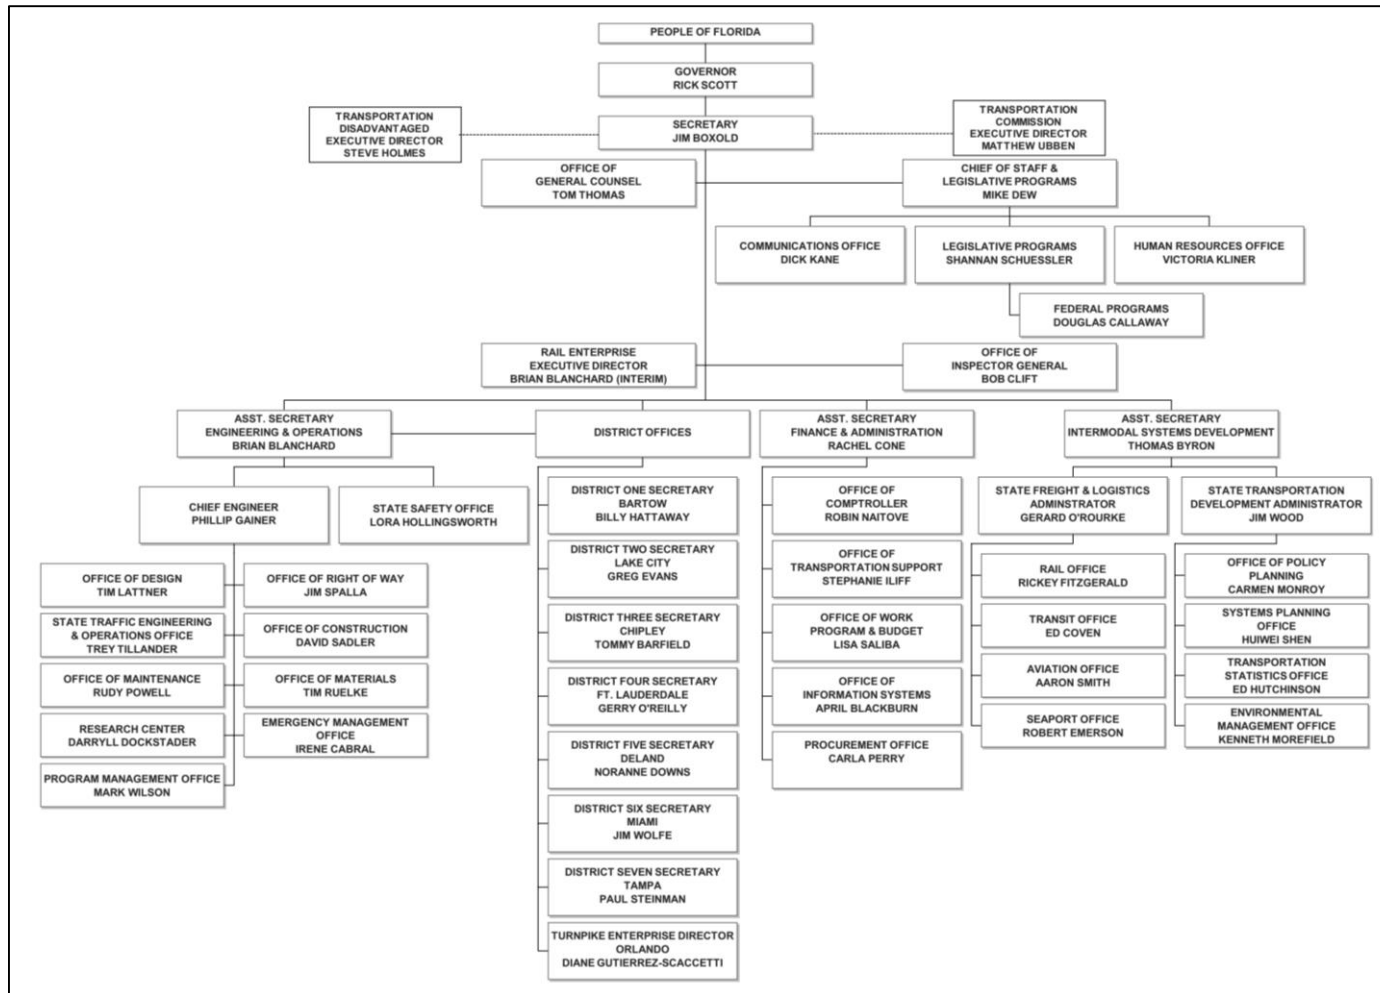 PEOPLE OF FLORIDA
GOVERNOR
RICK SCOTT
TRANSPORTATION
DISADVANTAGED
EXECUTIVE DIRECTOR
STEVE HOLMES
SECRETARY
JIM BOXOLD
TRANSPORTATION
COMMISSION
EXECUTIVE DIRECTOR
MATTHEW UBBEN
OFFICE OF
GENERAL COUNSEL
TOM THOMAS
CHIEF OF STAFF &
LEGISLATIVE PROGRAMS
MIKE DEW
COMMUNICATIONS OFFICE
DICK KANE
LEGISLATIVE PROGRAMS
SHANNAN SCHUESSLER
HUMAN RESOURCES OFFICE
VICTORIA KLINER
FEDERAL PROGRAMS
DOUGLAS CALLAWAY
RAIL ENTERPRISE
EXECUTIVE DIRECTOR
BRIAN BLANCHARD (INTERIM)
OFFICE OF
INSPECTOR GENERAL
BOB CLIFT
ASST. SECRETARY
ENGINEERING & OPERATIONS
BRIAN BLANCHARD
DISTRICT OFFICES
ASST. SECRETARY
FINANCE & ADMINISTRATION
RACHEL CONE
ASST. SECRETARY
INTERMODAL SYSTEMS DEVELOPMENT
THOMAS BYRON
CHIEF ENGINEER
PHILLIP GAINER
STATE SAFETY OFFICE
LORA HOLLINGSWORTH
OFFICE OF DESIGN
TIM LATTNER
OFFICE OF RIGHT OF WAY
JIM SPALLA
STATE TRAFFIC ENGINEERING
& OPERATIONS OFFICE
TREY TILLANDER
OFFICE OF CONSTRUCTION
DAVID SADLER
OFFICE OF MAINTENANCE
RUDY POWELL
OFFICE OF MATERIALS
TIM RUELKE
RESEARCH CENTER
DARRYLL DOCKSTADER
EMERGENCY MANAGEMENT
OFFICE
IRENE CABRAL
PROGRAM MANAGEMENT OFFICE
MARK WILSON
DISTRICT ONE SECRETARY
BARTOW
BILLY HATTAWAY
DISTRICT TWO SECRETARY
LAKE CITY
GREG EVANS
DISTRICT THREE SECRETARY
CHIPLEY
TOMMY BARFIELD
DISTRICT FOUR SECRETARY
FT. LAUDERDALE
GERRY O'REILLY
DISTRICT FIVE SECRETARY
DELAND
NORANNE DOWNS
DISTRICT SIX SECRETARY
MIAMI
JIM WOLFE
DISTRICT SEVEN SECRETARY
TAMPA
PAUL STEINMAN
TURNPIKE ENTERPRISE DIRECTOR
ORLANDO
DIANE GUTIERREZ-SCACCETTI
OFFICE OF
COMPTROLLER
ROBIN NAITOVE
OFFICE OF
TRANSPORTATION SUPPORT
STEPHANIE ILIFF
OFFICE OF WORK
PROGRAM & BUDGET
LISA SALIBA
OFFICE OF
INFORMATION SYSTEMS
APRIL BLACKBURN
PROCUREMENT OFFICE
CARLA PERRY
STATE FREIGHT & LOGISTICS
ADMINSTRATOR
GERARD O'ROURKE
RAIL OFFICE
RICKEY FITZGERALD
TRANSIT OFFICE
ED COVEN
AVIATION OFFICE
AARON SMITH
SEAPORT OFFICE
ROBERT EMERSON
STATE TRANSPORTATION
DEVELOPMENT ADMINISTRATOR
JIM WOOD
OFFICE OF POLICY
PLANNING
CARMEN MONROY
SYSTEMS PLANNING
OFFICE
HUIWEI SHEN
TRANSPORTATION
STATISTICS OFFICE
ED HUTCHINSON
ENVIRONMENTAL
MANAGEMENT OFFICE
KENNETH MOREFIELD